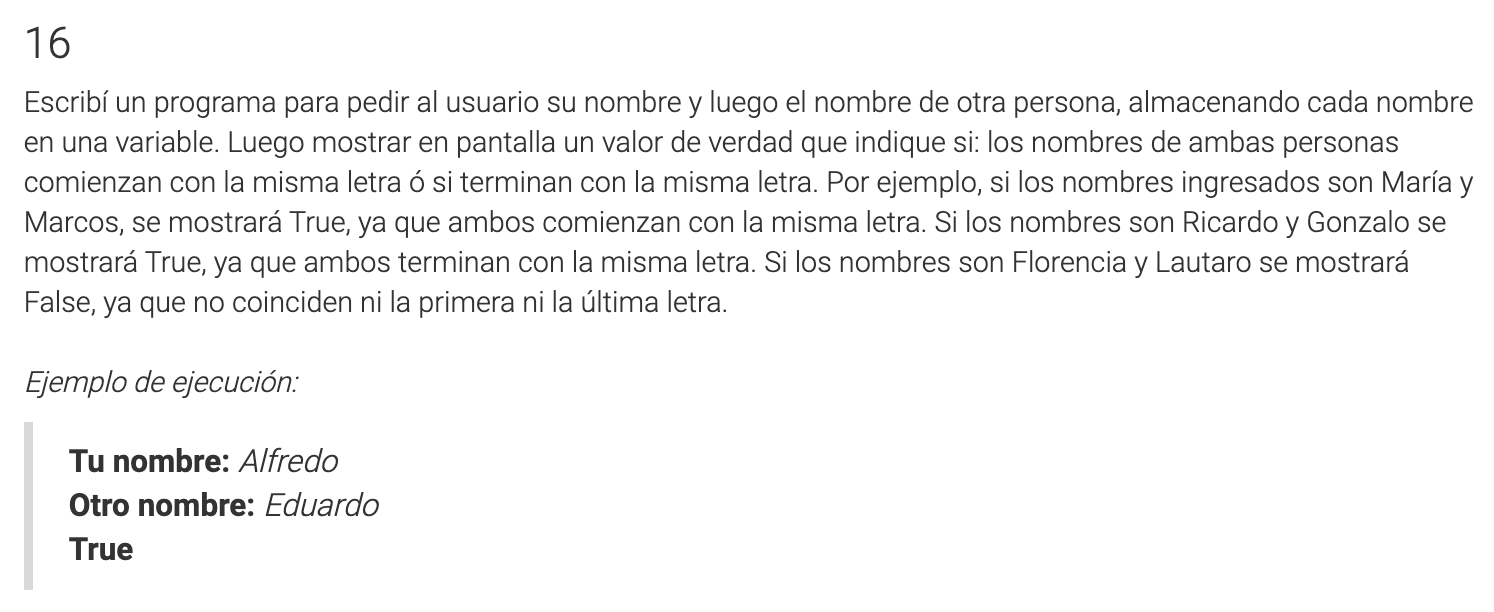 16
Escribí un programa para pedir al usuario su nombre y luego el nombre de otra persona, almacenando cada nombre
en una variable. Luego mostrar en pantalla un valor de verdad que indique si: los nombres de ambas personas
comienzan con la misma letra ó si terminan con la misma letra. Por ejemplo, si los nombres ingresados son María y
Marcos, se mostrará True, ya que ambos comienzan con la misma letra. Si los nombres son Ricardo y Gonzalo se
mostrará True, ya que ambos terminan con la misma letra. Si los nombres son Florencia y Lautaro se mostrará
False, ya que no coinciden ni la primera ni la última letra.
Ejemplo de ejecución:
Tu nombre: Alfredo
Otro nombre: Eduardo
True